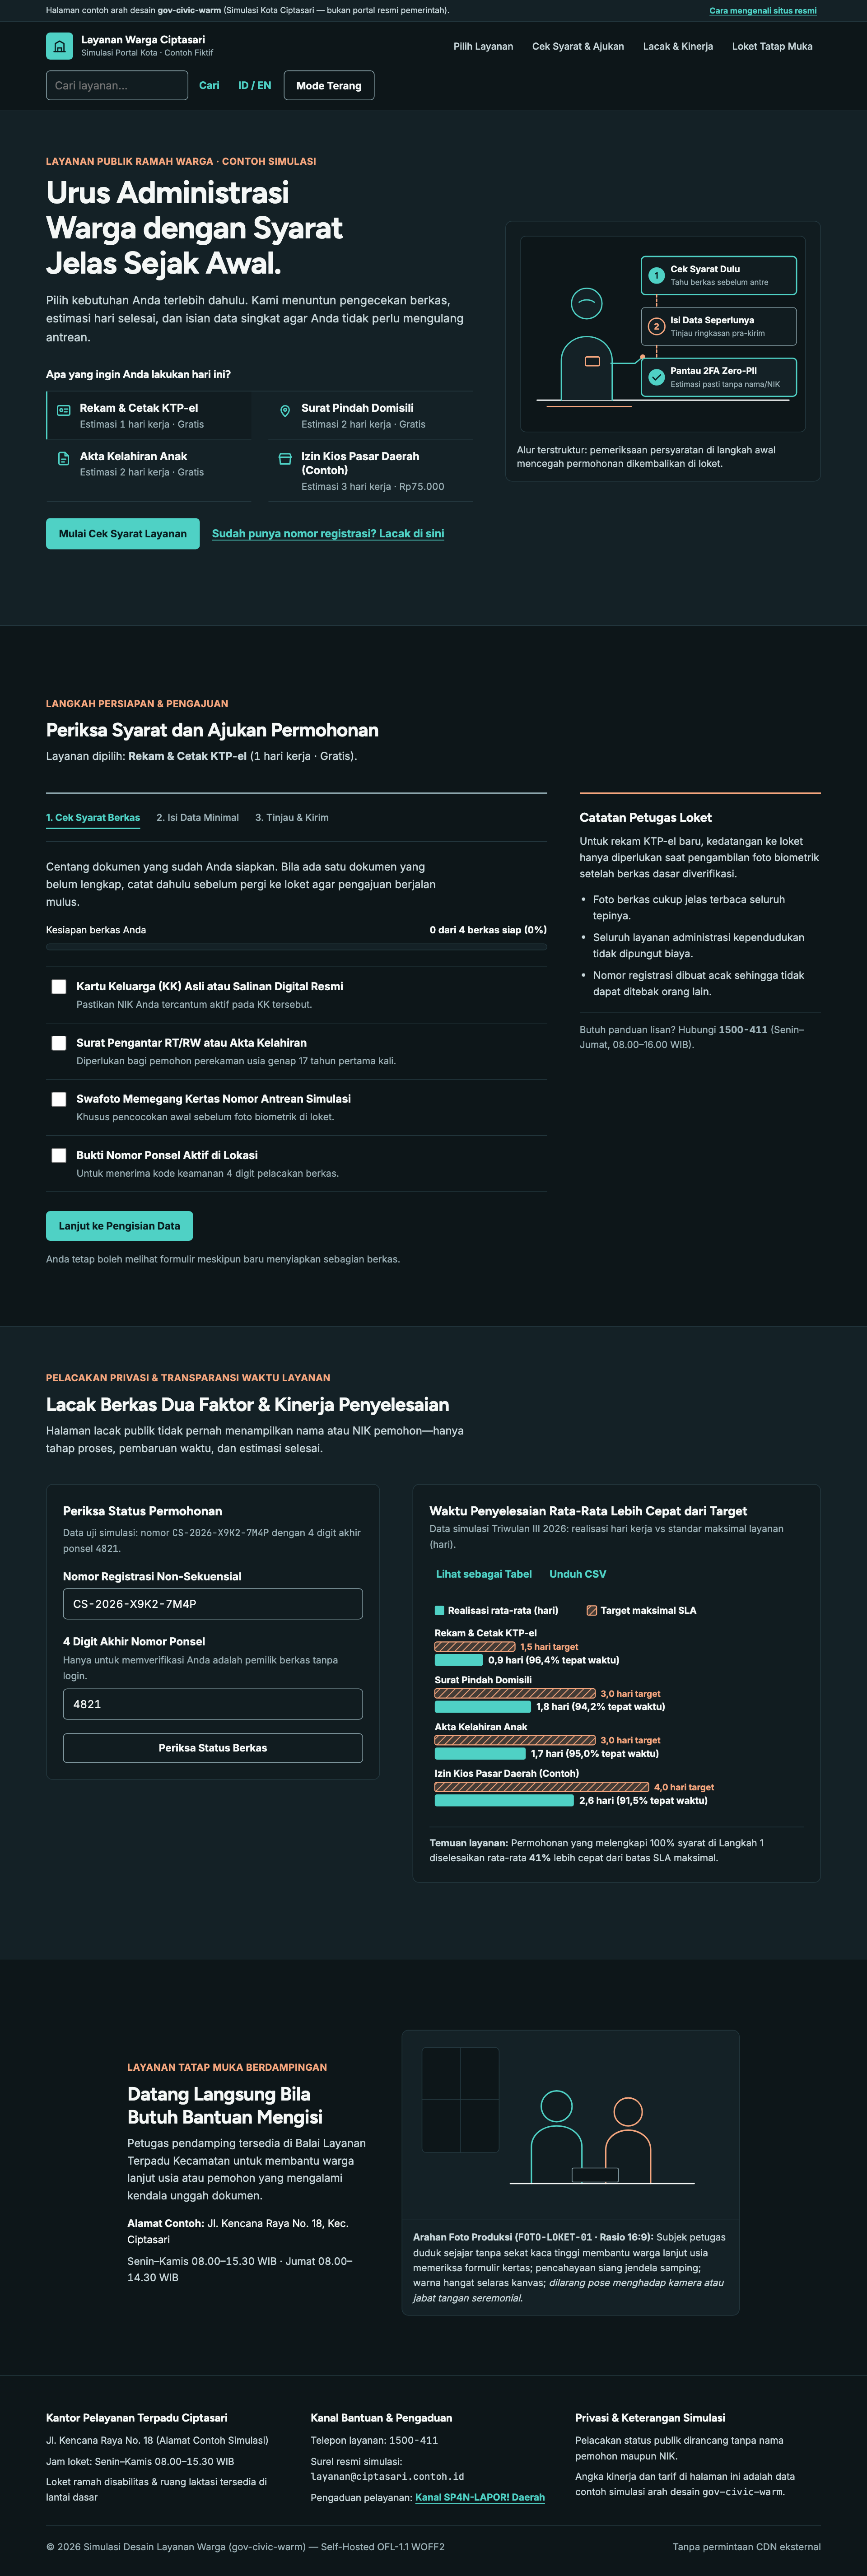 Halaman contoh arah desain gov-civic-warm (Simulasi Kota Ciptasari — bukan portal resmi pemerintah).
Cara mengenali situs resmi
Layanan Warga Ciptasari
Simulasi Portal Kota · Contoh Fiktif
Pilih Layanan
Cek Syarat & Ajukan
Lacak & Kinerja
Loket Tatap Muka
Cari layanan...
Cari
ID / EN
Mode Terang
LAYANAN PUBLIK RAMAH WARGA · CONTOH SIMULASI
Urus Administrasi
Warga dengan Syarat
Jelas Sejak Awal.
Pilih kebutuhan Anda terlebih dahulu. Kami menuntun pengecekan berkas,
estimasi hari selesai, dan isian data singkat agar Anda tidak perlu mengulang
antrean.
Apa yang ingin Anda lakukan hari ini?
Rekam & Cetak KTP-el
Estimasi 1 hari kerja · Gratis
Surat Pindah Domisili
Estimasi 2 hari kerja · Gratis
Akta Kelahiran Anak
Estimasi 2 hari kerja · Gratis
Izin Kios Pasar Daerah
(Contoh)
Estimasi 3 hari kerja · Rp75.000
Mulai Cek Syarat Layanan
Sudah punya nomor registrasi? Lacak di sini
1
Cek Syarat Dulu
Tahu berkas sebelum antre
2
Isi Data Seperlunya
Tinjau ringkasan pra-kirim
Pantau 2FA Zero-PII
Estimasi pasti tanpa nama/NIK
Alur terstruktur: pemeriksaan persyaratan di langkah awal
mencegah permohonan dikembalikan di loket.
LANGKAH PERSIAPAN & PENGAJUAN
Periksa Syarat dan Ajukan Permohonan
Layanan dipilih: Rekam & Cetak KTP-el (1 hari kerja · Gratis).
1. Cek Syarat Berkas
2. Isi Data Minimal
3. Tinjau & Kirim
Centang dokumen yang sudah Anda siapkan. Bila ada satu dokumen yang
belum lengkap, catat dahulu sebelum pergi ke loket agar pengajuan berjalan
mulus.
Kesiapan berkas Anda
0 dari 4 berkas siap (0%)
Kartu Keluarga (KK) Asli atau Salinan Digital Resmi
Pastikan NIK Anda tercantum aktif pada KK tersebut.
Surat Pengantar RT/RW atau Akta Kelahiran
Diperlukan bagi pemohon perekaman usia genap 17 tahun pertama kali.
Swafoto Memegang Kertas Nomor Antrean Simulasi
Khusus pencocokan awal sebelum foto biometrik di loket.
Bukti Nomor Ponsel Aktif di Lokasi
Untuk menerima kode keamanan 4 digit pelacakan berkas.
Lanjut ke Pengisian Data
Anda tetap boleh melihat formulir meskipun baru menyiapkan sebagian berkas.
Catatan Petugas Loket
Untuk rekam KTP-el baru, kedatangan ke loket
hanya diperlukan saat pengambilan foto biometrik
setelah berkas dasar diverifikasi.
• Foto berkas cukup jelas terbaca seluruh
tepinya.
• Seluruh layanan administrasi kependudukan
tidak dipungut biaya.
• Nomor registrasi dibuat acak sehingga tidak
dapat ditebak orang lain.
Butuh panduan lisan? Hubungi 1500-411 (Senin–
Jumat, 08.00–16.00 WIB).
PELACAKAN PRIVASI & TRANSPARANSI WAKTU LAYANAN
Lacak Berkas Dua Faktor & Kinerja Penyelesaian
Halaman lacak publik tidak pernah menampilkan nama atau NIK pemohon—hanya
tahap proses, pembaruan waktu, dan estimasi selesai.
Periksa Status Permohonan
Data uji simulasi: nomor CS-2026-X9K2-7M4P dengan 4 digit akhir
ponsel 4821.
Nomor Registrasi Non-Sekuensial
CS-2026-X9K2-7M4P
4 Digit Akhir Nomor Ponsel
Hanya untuk memverifikasi Anda adalah pemilik berkas tanpa
login.
4821
Periksa Status Berkas
Waktu Penyelesaian Rata-Rata Lebih Cepat dari Target
Data simulasi Triwulan III 2026: realisasi hari kerja vs standar maksimal layanan
(hari).
Lihat sebagai Tabel
Unduh CSV
Realisasi rata-rata (hari)
Target maksimal SLA
Rekam & Cetak KTP-el
1,5 hari target
0,9 hari (96,4% tepat waktu)
Surat Pindah Domisili
3,0 hari target
1,8 hari (94,2% tepat waktu)
Akta Kelahiran Anak
3,0 hari target
1,7 hari (95,0% tepat waktu)
Izin Kios Pasar Daerah (Contoh)
4,0 hari target
2,6 hari (91,5% tepat waktu)
Temuan layanan: Permohonan yang melengkapi 100% syarat di Langkah 1
diselesaikan rata-rata 41% lebih cepat dari batas SLA maksimal.
LAYANAN TATAP MUKA BERDAMPINGAN
Datang Langsung Bila
Butuh Bantuan Mengisi
Petugas pendamping tersedia di Balai Layanan
Terpadu Kecamatan untuk membantu warga
lanjut usia atau pemohon yang mengalami
kendala unggah dokumen.
Alamat Contoh: Jl. Kencana Raya No. 18, Kec.
Ciptasari
Senin–Kamis 08.00–15.30 WIB · Jumat 08.00–
14.30 WIB
Arahan Foto Produksi (FOTO-LOKET-01 · Rasio 16:9): Subjek petugas
duduk sejajar tanpa sekat kaca tinggi membantu warga lanjut usia
memeriksa formulir kertas; pencahayaan siang jendela samping;
warna hangat selaras kanvas; dilarang pose menghadap kamera atau
jabat tangan seremonial.
Kantor Pelayanan Terpadu Ciptasari
Jl. Kencana Raya No. 18 (Alamat Contoh Simulasi)
Jam loket: Senin–Kamis 08.00–15.30 WIB
Loket ramah disabilitas & ruang laktasi tersedia di
lantai dasar
Kanal Bantuan & Pengaduan
Telepon layanan: 1500-411
Surel resmi simulasi:
layanan@ciptasari.contoh.id
Pengaduan pelayanan: Kanal SP4N-LAPOR! Daerah
Privasi & Keterangan Simulasi
Pelacakan status publik dirancang tanpa nama
pemohon maupun NIK.
Angka kinerja dan tarif di halaman ini adalah data
contoh simulasi arah desain gov-civic-warm.
© 2026 Simulasi Desain Layanan Warga (gov-civic-warm) — Self-Hosted OFL-1.1 WOFF2
Tanpa permintaan CDN eksternal